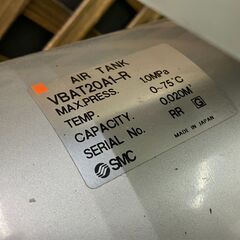 AIR TANK
VBAT20A1-R
MAX.PRESS. 1.0MPa
TEMP. 0~75℃
CAPACITY. 0.020M³
SERIAL No. RR
SMC
MADE IN JAPAN